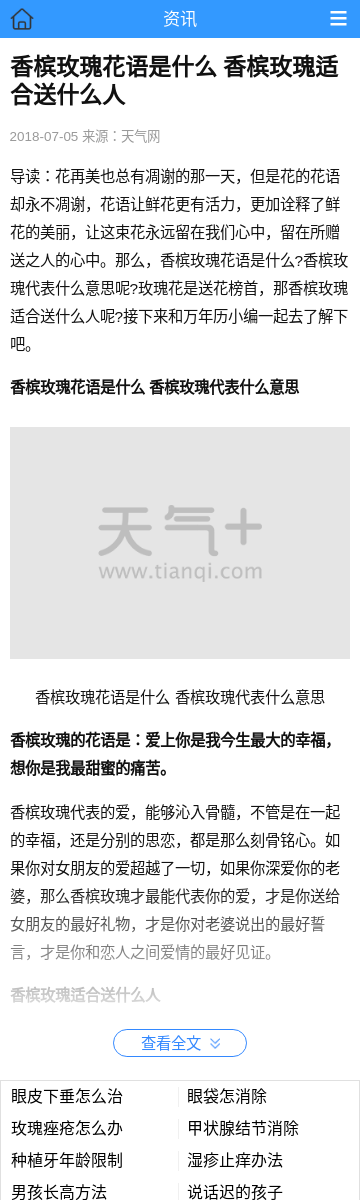 资讯
香槟玫瑰花语是什么 香槟玫瑰适
合送什么人
2018-07-05 来源：天气网
导读：花再美也总有凋谢的那一天，但是花的花语
却永不凋谢，花语让鲜花更有活力，更加诠释了鲜
花的美丽，让这束花永远留在我们心中，留在所赠
送之人的心中。那么，香槟玫瑰花语是什么?香槟玫
瑰代表什么意思呢?玫瑰花是送花榜首，那香槟玫瑰
适合送什么人呢?接下来和万年历小编一起去了解下
吧。
香槟玫瑰花语是什么 香槟玫瑰代表什么意思
天气+
www.tianqi.com
香槟玫瑰花语是什么 香槟玫瑰代表什么意思
香槟玫瑰的花语是：爱上你是我今生最大的幸福，
想你是我最甜蜜的痛苦。
香槟玫瑰代表的爱，能够沁入骨髓，不管是在一起
的幸福，还是分别的思恋，都是那么刻骨铭心。如
果你对女朋友的爱超越了一切，如果你深爱你的老
婆，那么香槟玫瑰才最能代表你的爱，才是你送给
女朋友的最好礼物，才是你对老婆说出的最好誓
言，才是你和恋人之间爱情的最好见证。
香槟玫瑰适合送什么人
查看全文
眼皮下垂怎么治 眼袋怎消除
玫瑰痤疮怎么办 甲状腺结节消除
种植牙年龄限制 湿疹止痒办法
男孩长高方法 说话迟的孩子